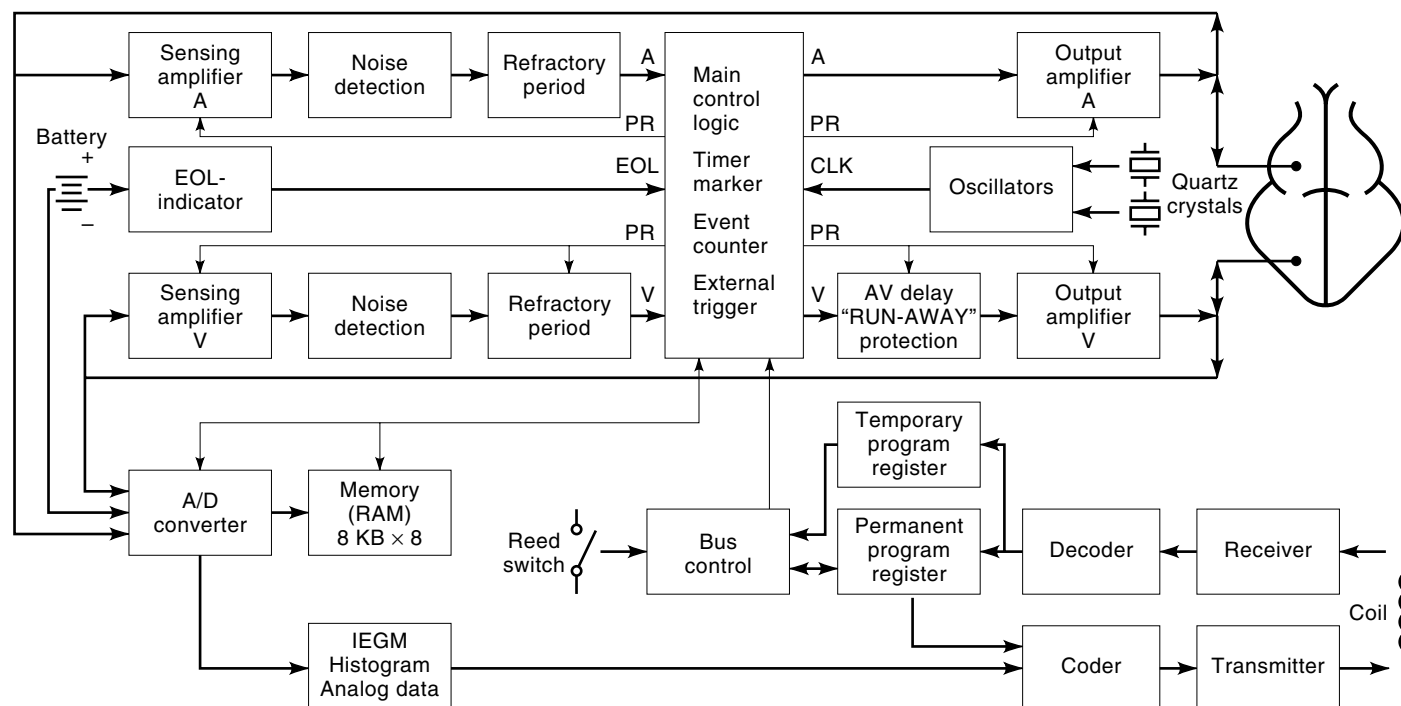 Sensing
amplifier
A
Noise
detection
Refractory
period
A
Main
control
logic
Timer
marker
Event
counter
External
trigger
A
Output
amplifier
A
PR
PR
Battery
+
–
EOL-
indicator
EOL
CLK
Oscillators
Quartz
crystals
PR
PR
Sensing
amplifier
V
Noise
detection
Refractory
period
V
V
AV delay
“RUN-AWAY”
protection
Output
amplifier
V
Temporary
program
register
A/D
converter
Memory
(RAM)
8 KB × 8
Reed
switch
Bus
control
Permanent
program
register
Decoder
Receiver
Coil
IEGM
Histogram
Analog data
Coder
Transmitter